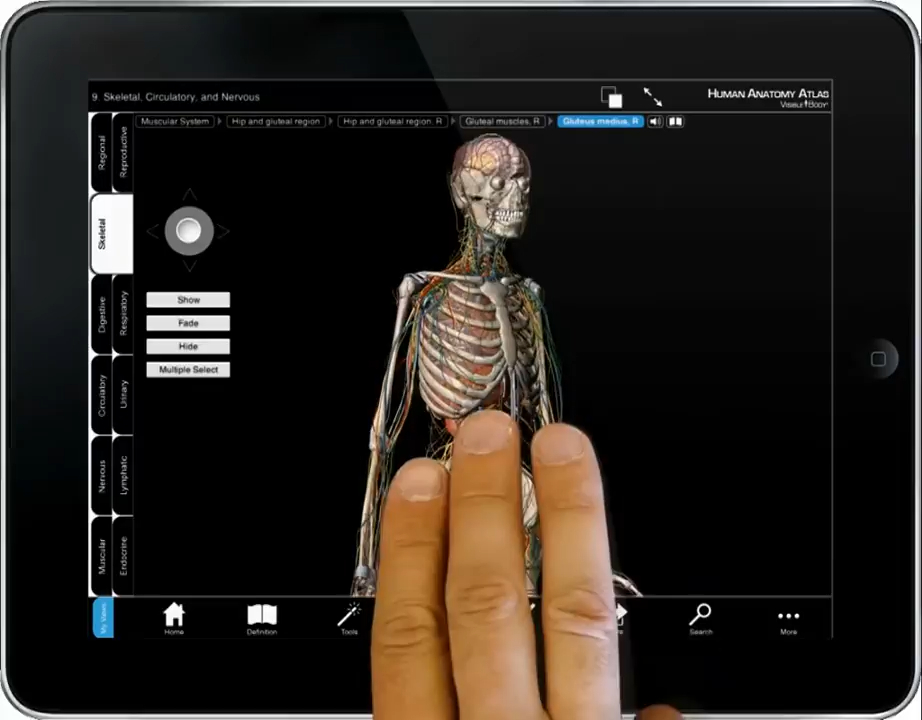 9. Skeletal, Circulatory, and Nervous
HUMAN ANATOMY ATLAS
VISIBLE BODY
Muscular System
Hip and gluteal region
Hip and gluteal region. R
Gluteal muscles. R
Gluteus medius. R
Regional
Reproductive
Skeletal
Digestive
Respiratory
Circulatory
Urinary
Nervous
Lymphatic
Muscular
Endocrine
Show
Fade
Hide
Multiple Select
My Views
Home
Definition
Tools
Search
More